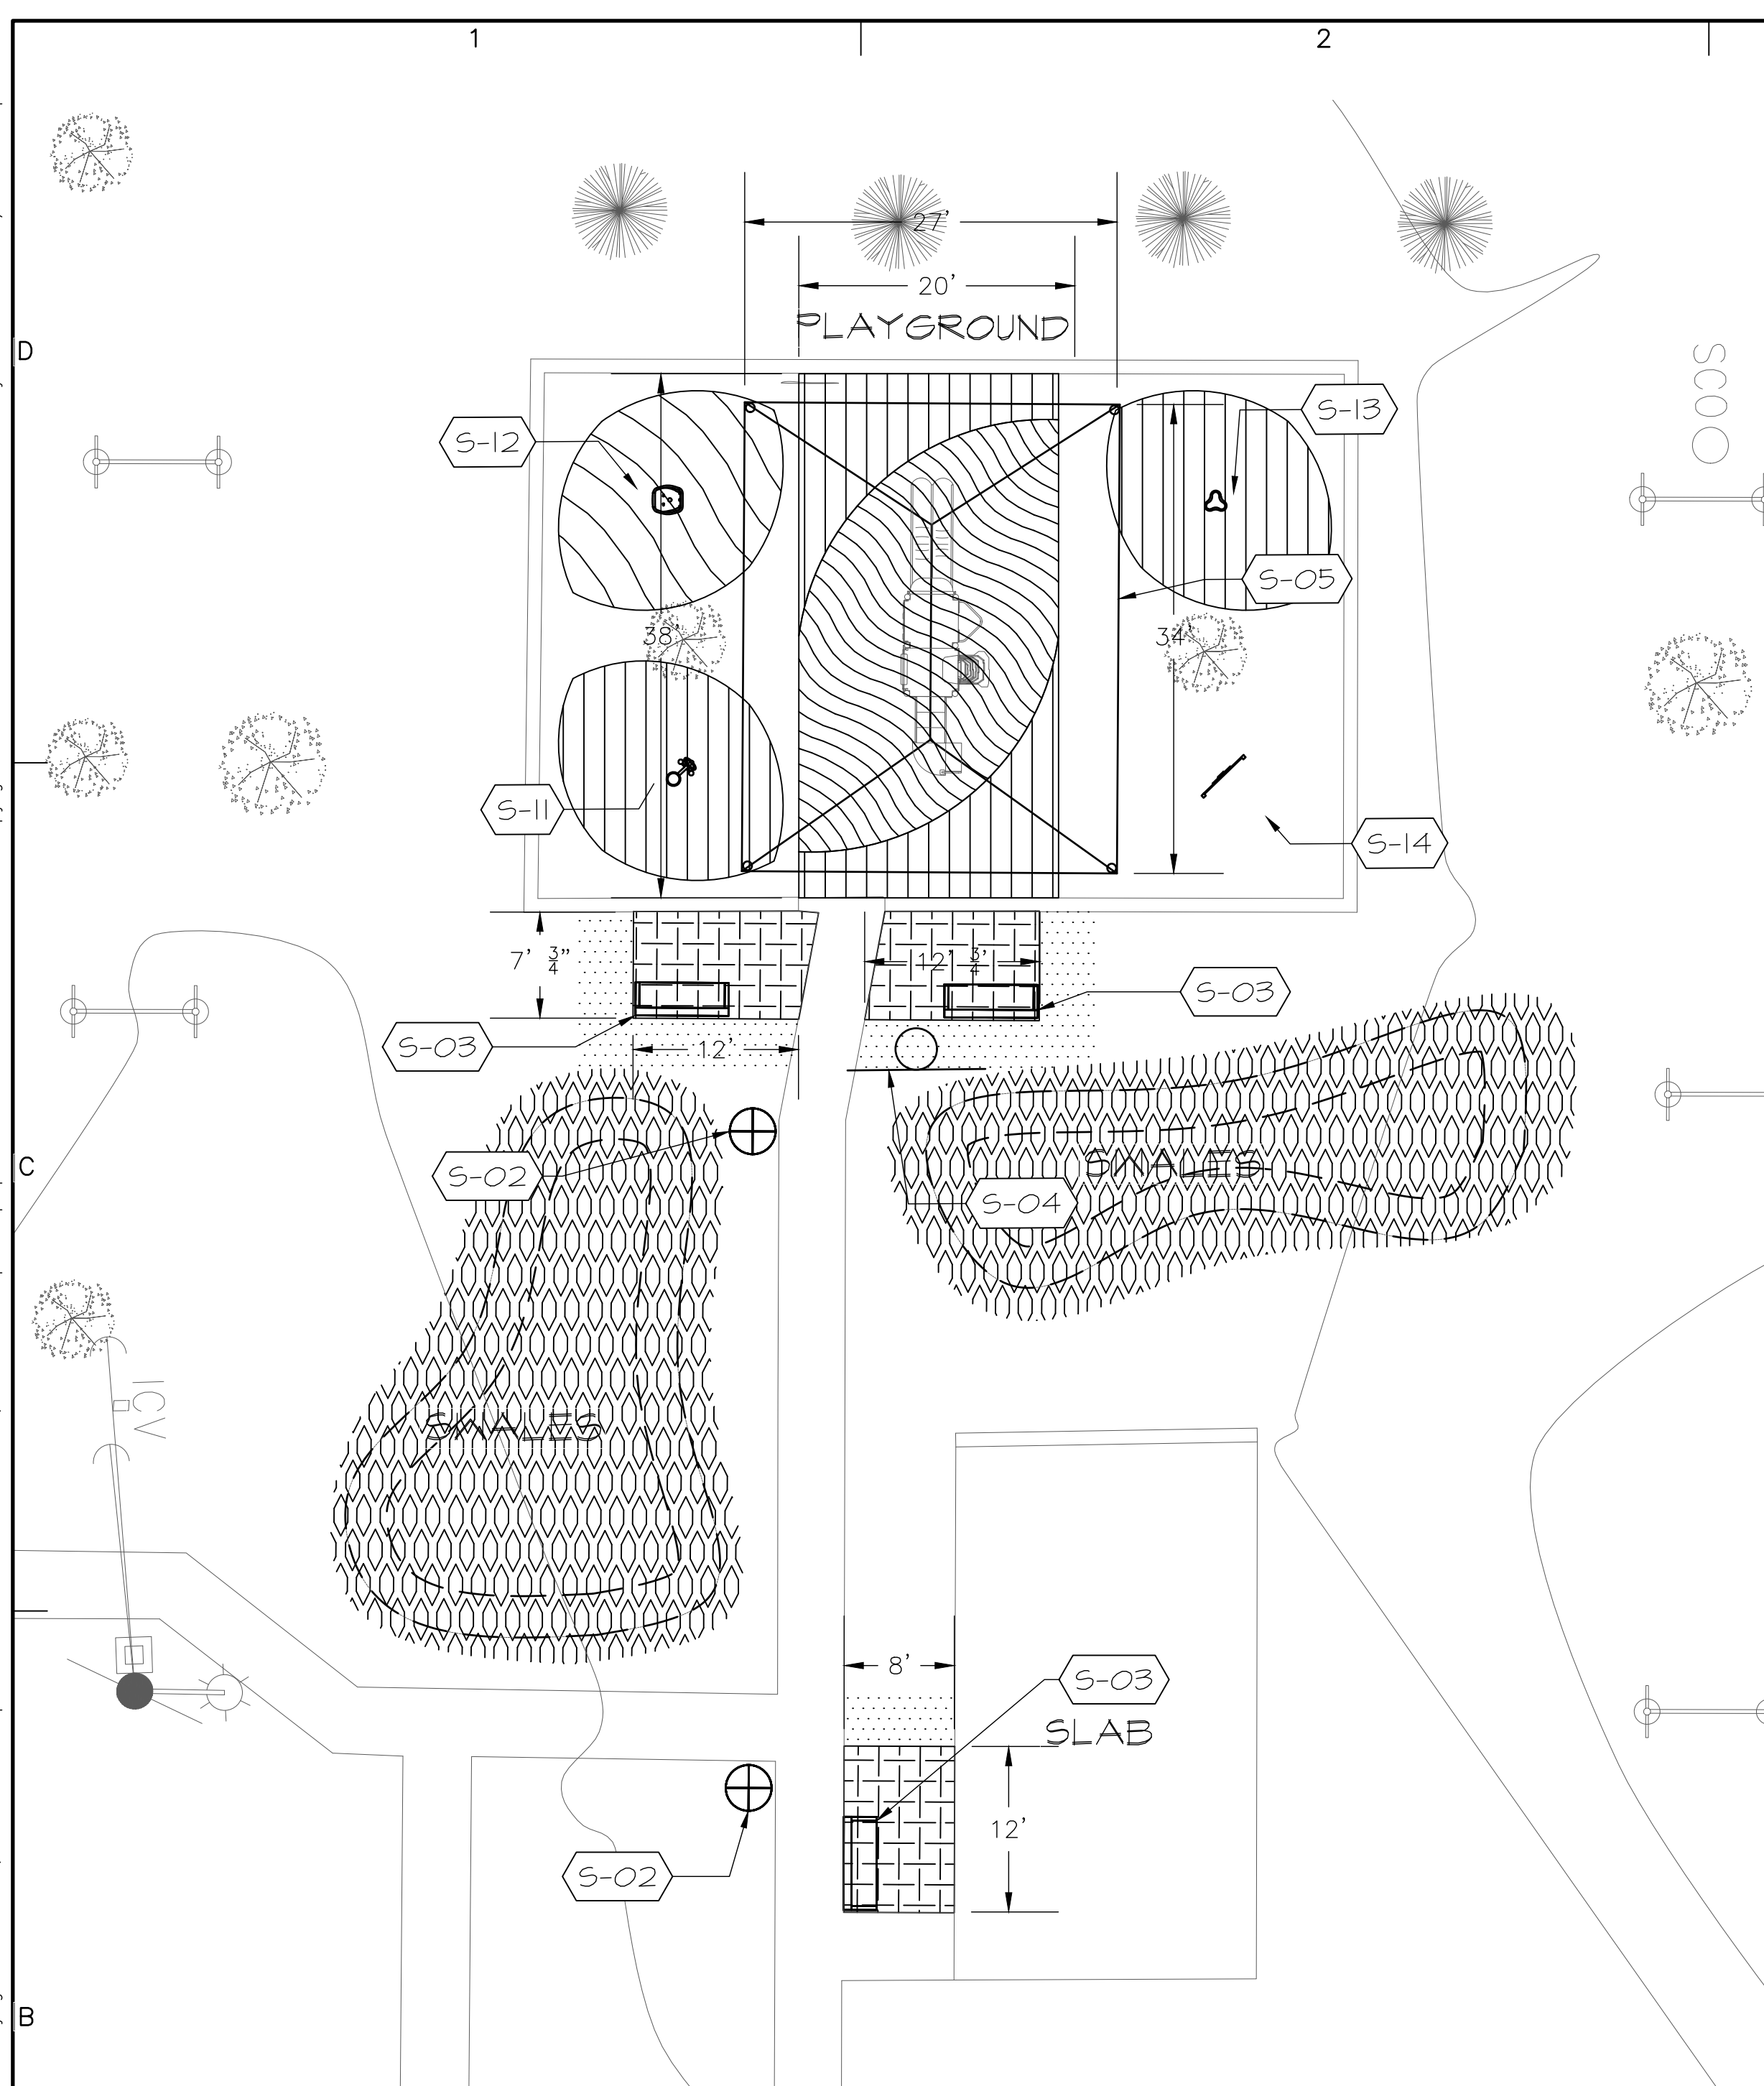 1
2
27'
20'
PLAYGROUND
D
SCO
S-12
S-13
S-05
38'
34'
S-11
S-14
7' 3/4"
12' 3/4'
S-03
S-03
12'
C
S-02
SWALES
S-04
ICV
SWALES
8'
S-03
SLAB
12'
S-02
B